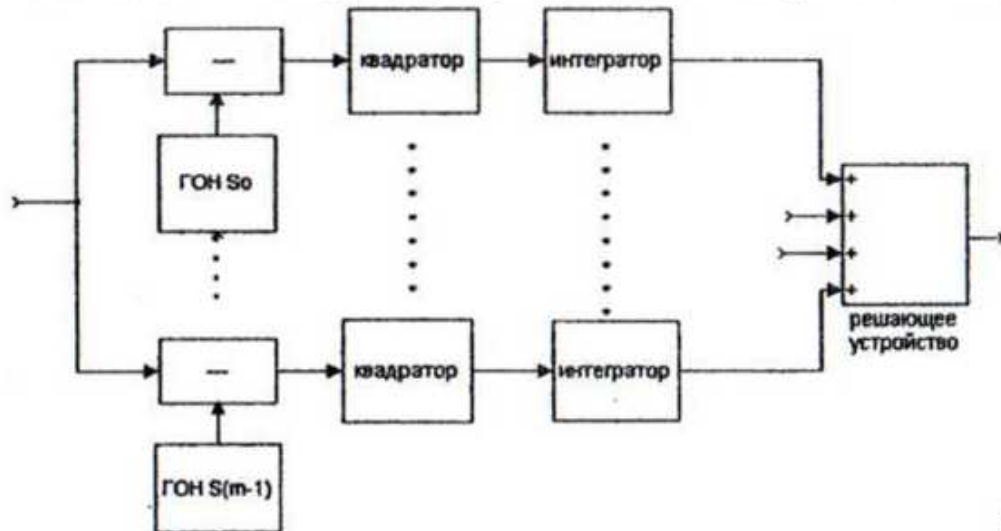 —
квадратор
интегратор
ГОН So
+
+
+
+
решающее
устройство
—
квадратор
интегратор
ГОН S(m-1)